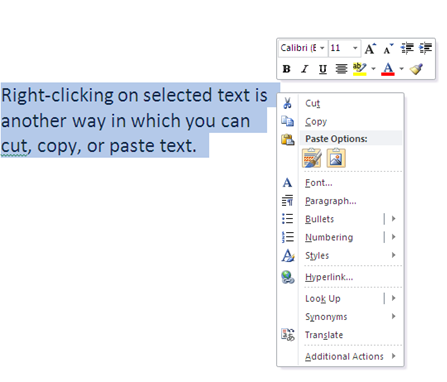 Calibri (E 11 A A
B I U ab A
Right-clicking on selected text is
another way in which you can
cut, copy, or paste text.
Cut
Copy
Paste Options:
Font...
Paragraph...
Bullets
Numbering
Styles
Hyperlink...
Look Up
Synonyms
Translate
Additional Actions